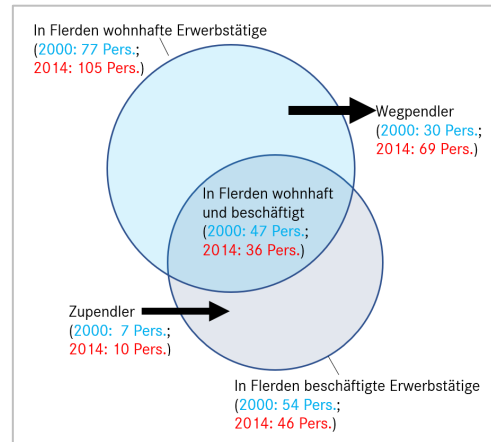 In Flerden wohnhafte Erwerbstätige
(2000: 77 Pers.;
2014: 105 Pers.)
Wegpendler
(2000: 30 Pers.;
2014: 69 Pers.)
In Flerden wohnhaft
und beschäftigt
(2000: 47 Pers.;
2014: 36 Pers.)
Zupendler
(2000: 7 Pers.;
2014: 10 Pers.)
In Flerden beschäftigte Erwerbstätige
(2000: 54 Pers.;
2014: 46 Pers.)